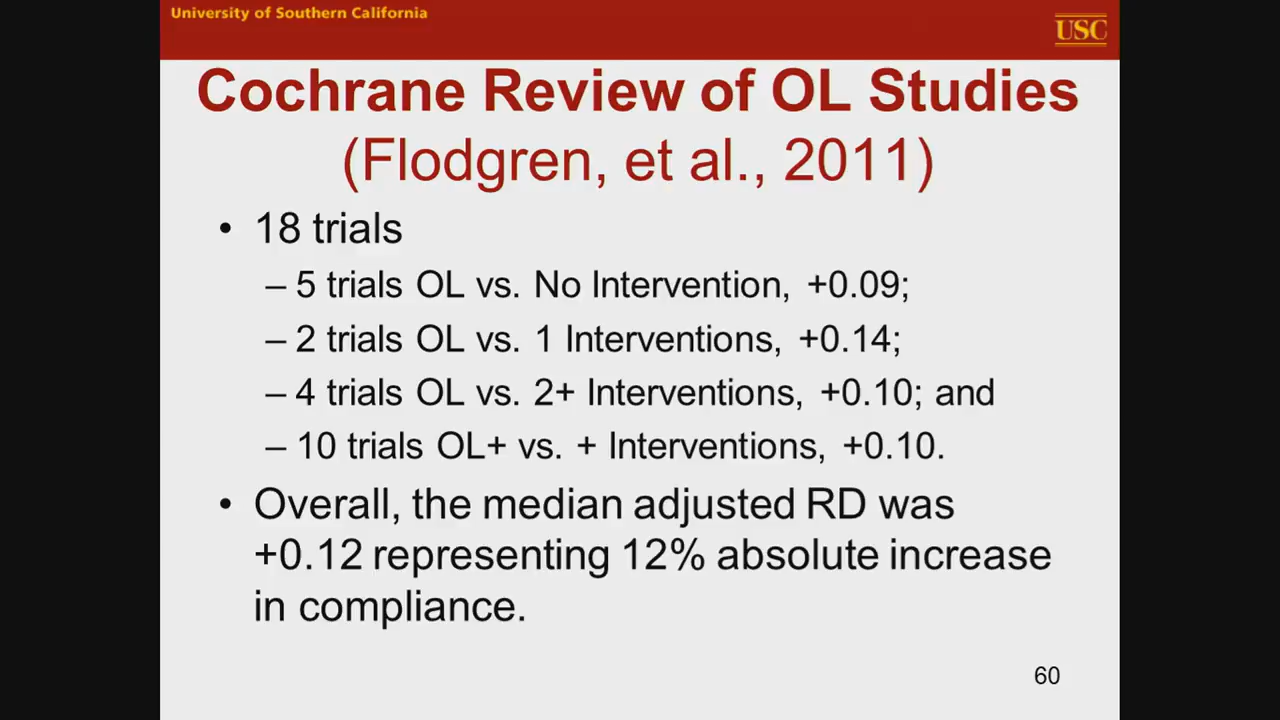 University of Southern California
USC
Cochrane Review of OL Studies
(Flodgren, et al., 2011)
• 18 trials
– 5 trials OL vs. No Intervention, +0.09;
– 2 trials OL vs. 1 Interventions, +0.14;
– 4 trials OL vs. 2+ Interventions, +0.10; and
– 10 trials OL+ vs. + Interventions, +0.10.
• Overall, the median adjusted RD was
+0.12 representing 12% absolute increase
in compliance.
60